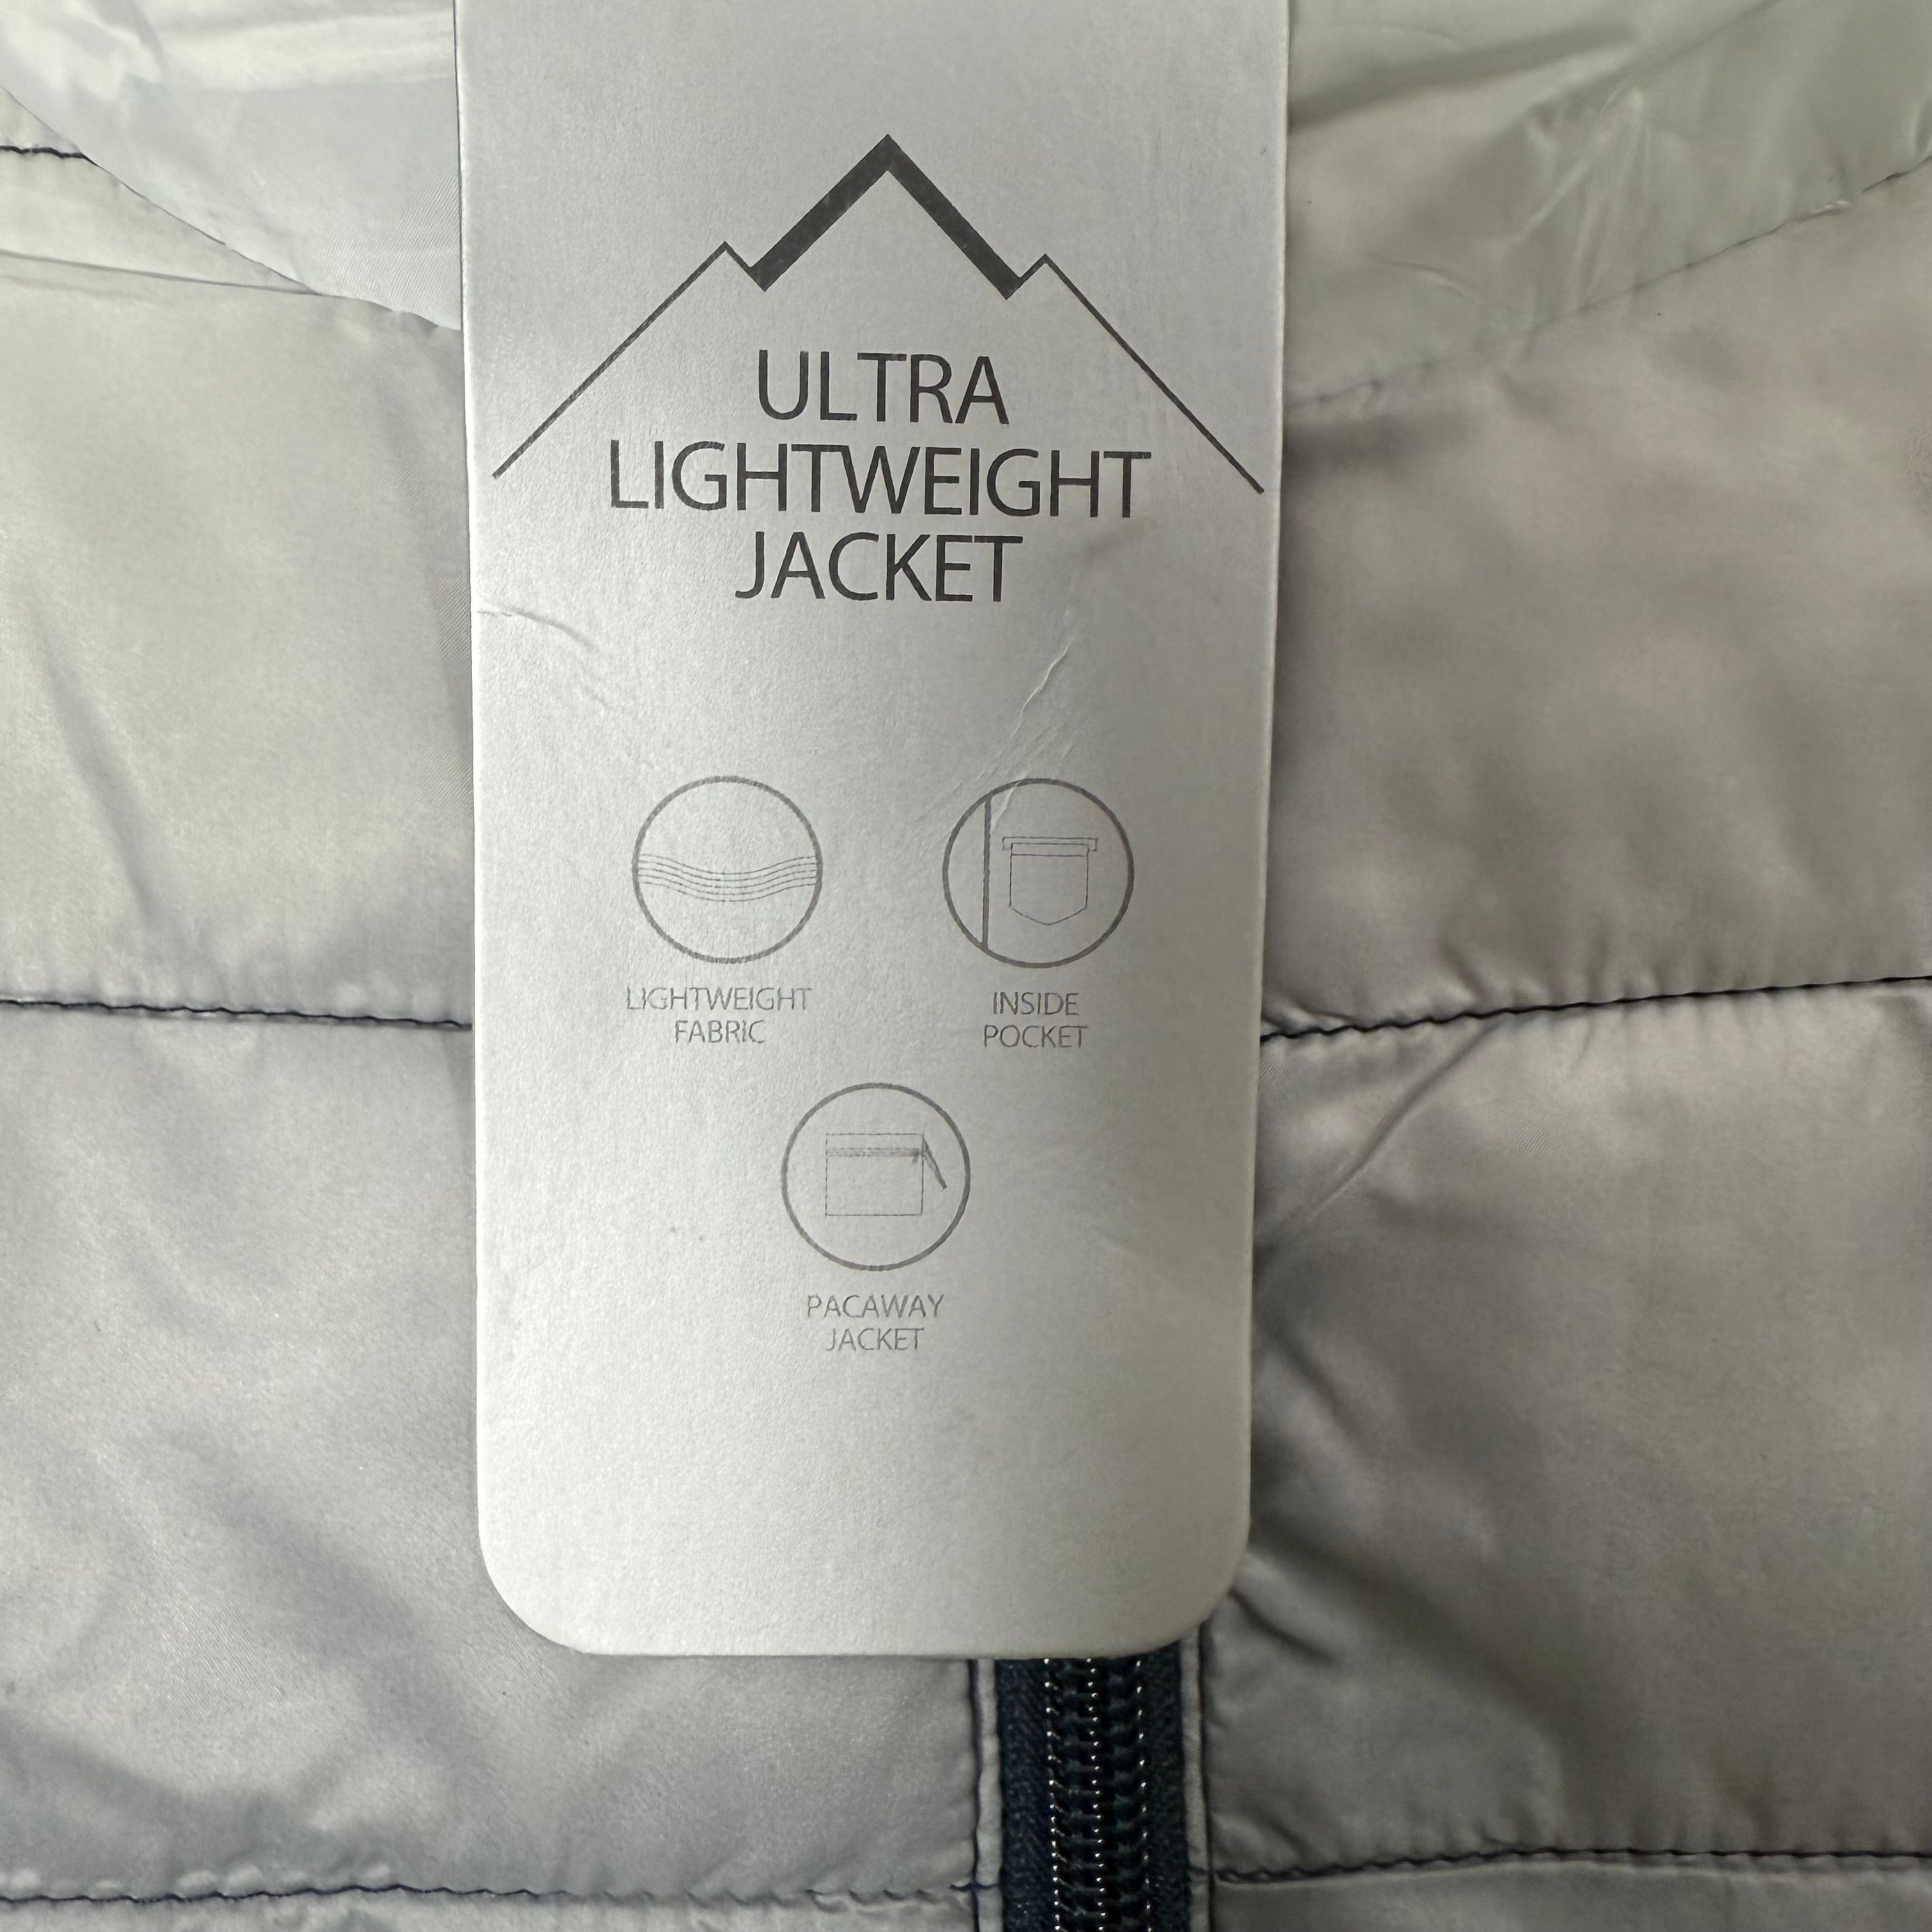 ULTRA
LIGHTWEIGHT
JACKET
LIGHTWEIGHT
FABRIC
INSIDE
POCKET
PACAWAY
JACKET